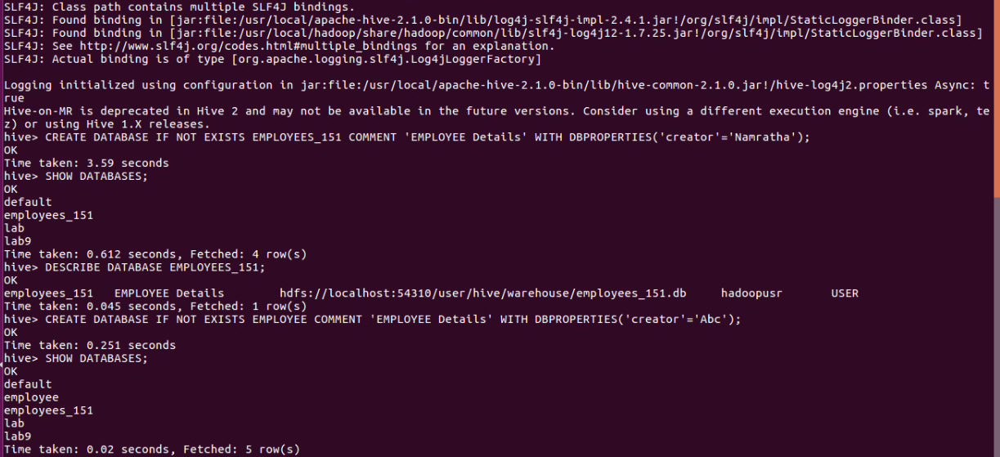 SLF4J: Class path contains multiple SLF4J bindings.
SLF4J: Found binding in [jar:file:/usr/local/apache-hive-2.1.0-bin/lib/log4j-slf4j-impl-2.4.1.jar!/org/slf4j/impl/StaticLoggerBinder.class]
SLF4J: Found binding in [jar:file:/usr/local/hadoop/share/hadoop/common/lib/slf4j-log4j12-1.7.25.jar!/org/slf4j/impl/StaticLoggerBinder.class]
SLF4J: See http://www.slf4j.org/codes.html#multiple_bindings for an explanation.
SLF4J: Actual binding is of type [org.apache.logging.slf4j.Log4jLoggerFactory]
Logging initialized using configuration in jar:file:/usr/local/apache-hive-2.1.0-bin/lib/hive-common-2.1.0.jar!/hive-log4j2.properties Async: t
rue
Hive-on-MR is deprecated in Hive 2 and may not be available in the future versions. Consider using a different execution engine (i.e. spark, te
z) or using Hive 1.X releases.
hive> CREATE DATABASE IF NOT EXISTS EMPLOYEES_151 COMMENT 'EMPLOYEE Details' WITH DBPROPERTIES('creator'='Namratha');
OK
Time taken: 3.59 seconds
hive> SHOW DATABASES;
OK
default
employees_151
lab
lab9
Time taken: 0.612 seconds, Fetched: 4 row(s)
hive> DESCRIBE DATABASE EMPLOYEES_151;
OK
employees_151 EMPLOYEE Details hdfs://localhost:54310/user/hive/warehouse/employees_151.db hadoopusr USER
Time taken: 0.045 seconds, Fetched: 1 row(s)
hive> CREATE DATABASE IF NOT EXISTS EMPLOYEE COMMENT 'EMPLOYEE Details' WITH DBPROPERTIES('creator'='Abc');
OK
Time taken: 0.251 seconds
hive> SHOW DATABASES;
OK
default
employee
employees_151
lab
lab9
Time taken: 0.02 seconds, Fetched: 5 row(s)